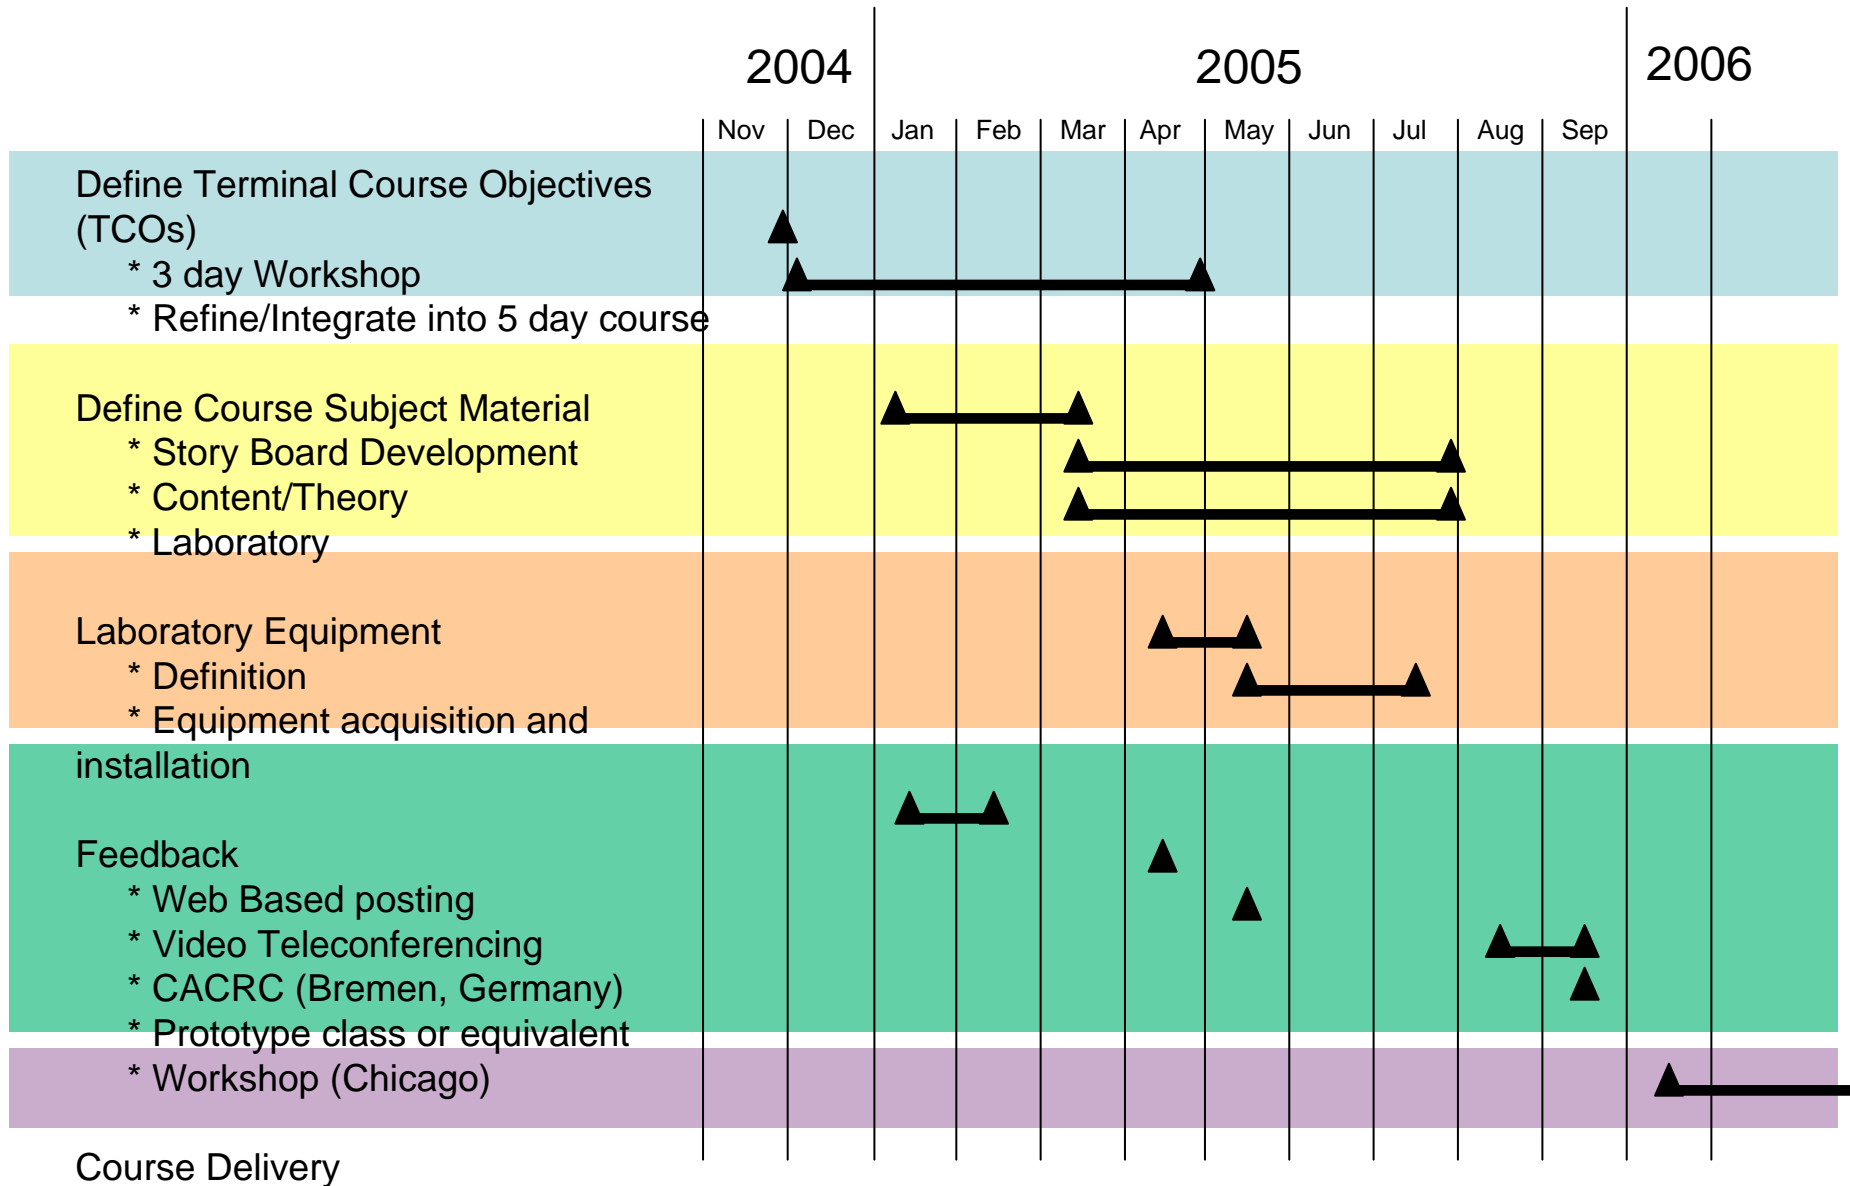 2004 2005 2006
Nov Dec Jan Feb Mar Apr May Jun Jul Aug Sep
Define Terminal Course Objectives
(TCOs)
* 3 day Workshop
* Refine/Integrate into 5 day course
Define Course Subject Material
* Story Board Development
* Content/Theory
* Laboratory
Laboratory Equipment
* Definition
* Equipment acquisition and
installation
Feedback
* Web Based posting
* Video Teleconferencing
* CACRC (Bremen, Germany)
* Prototype class or equivalent
* Workshop (Chicago)
Course Delivery